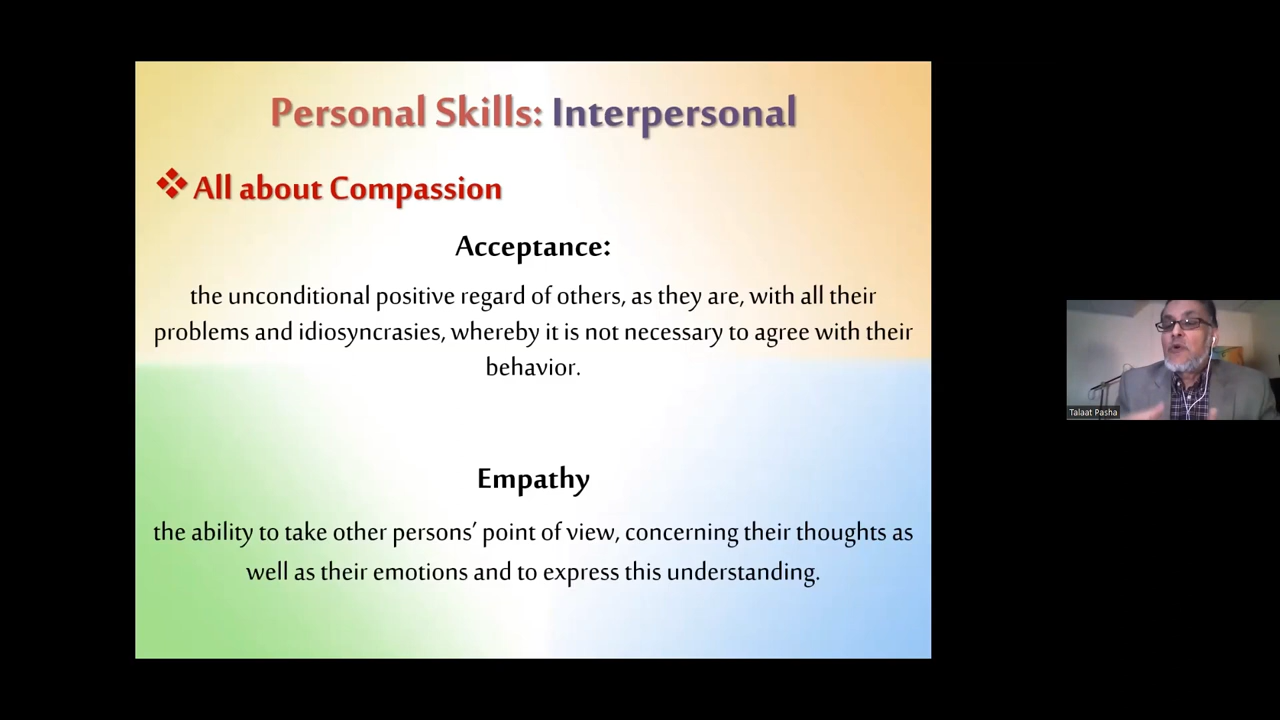 Personal Skills: Interpersonal
All about Compassion
Acceptance:
the unconditional positive regard of others, as they are, with all their
problems and idiosyncrasies, whereby it is not necessary to agree with their
behavior.
Empathy
the ability to take other persons’ point of view, concerning their thoughts as
well as their emotions and to express this understanding.
Talaat Pasha